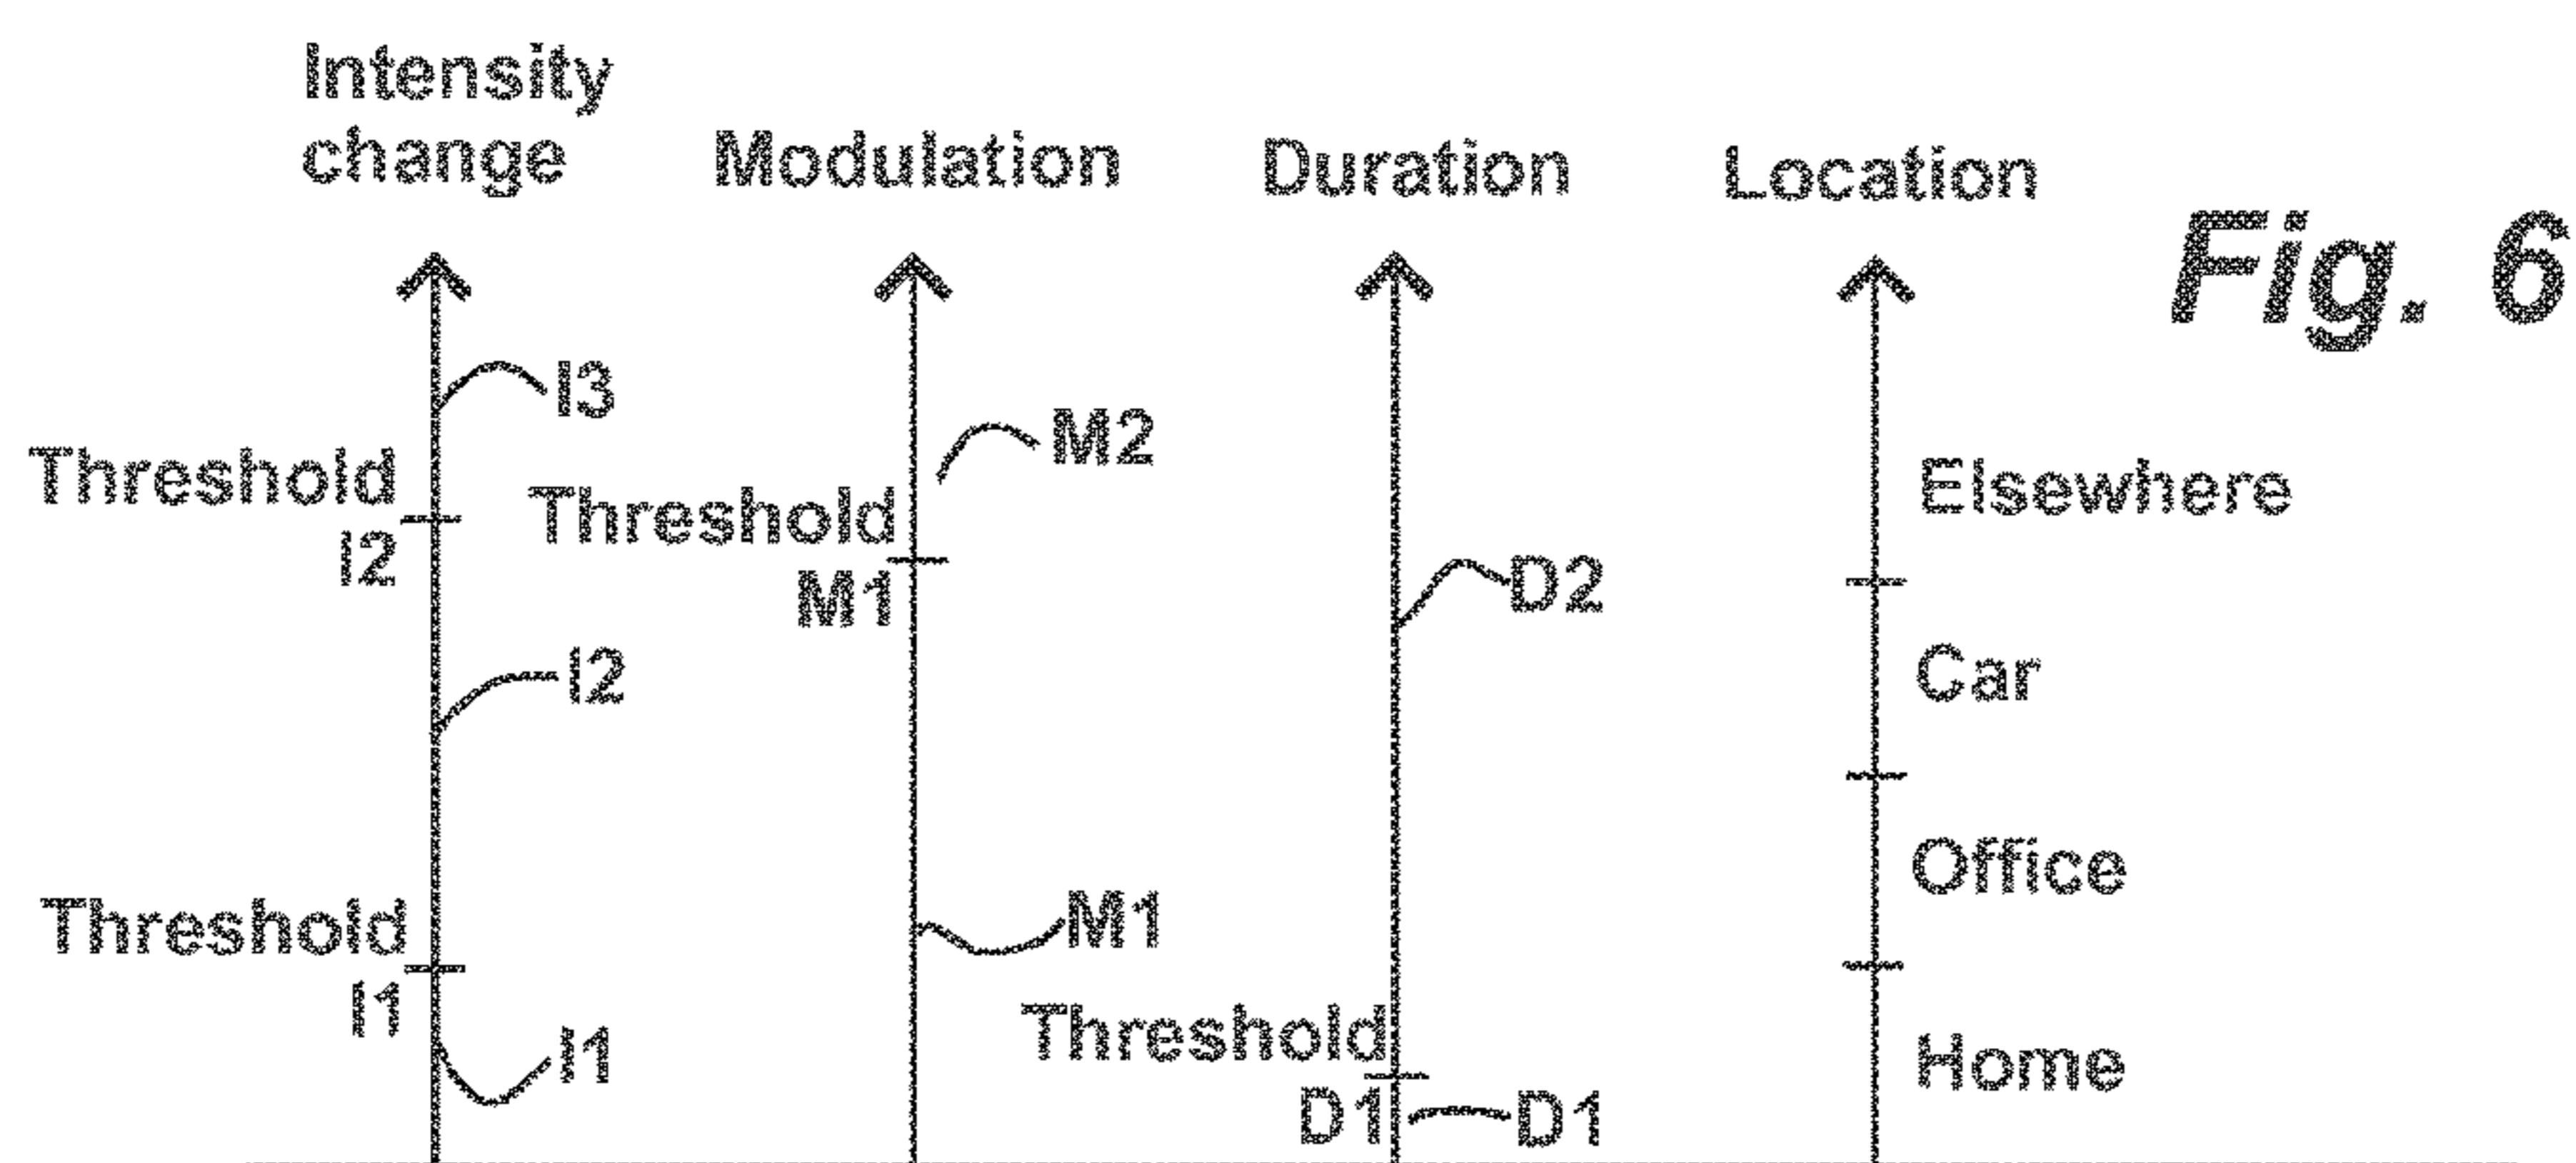 Intensity
change
Modulation
Duration
Location
Fig. 6
I3
Threshold
I2
M2
Threshold
M1
Elsewhere
D2
I2
Car
Office
Threshold
I1
M1
I1
Threshold
D1
D1
Home